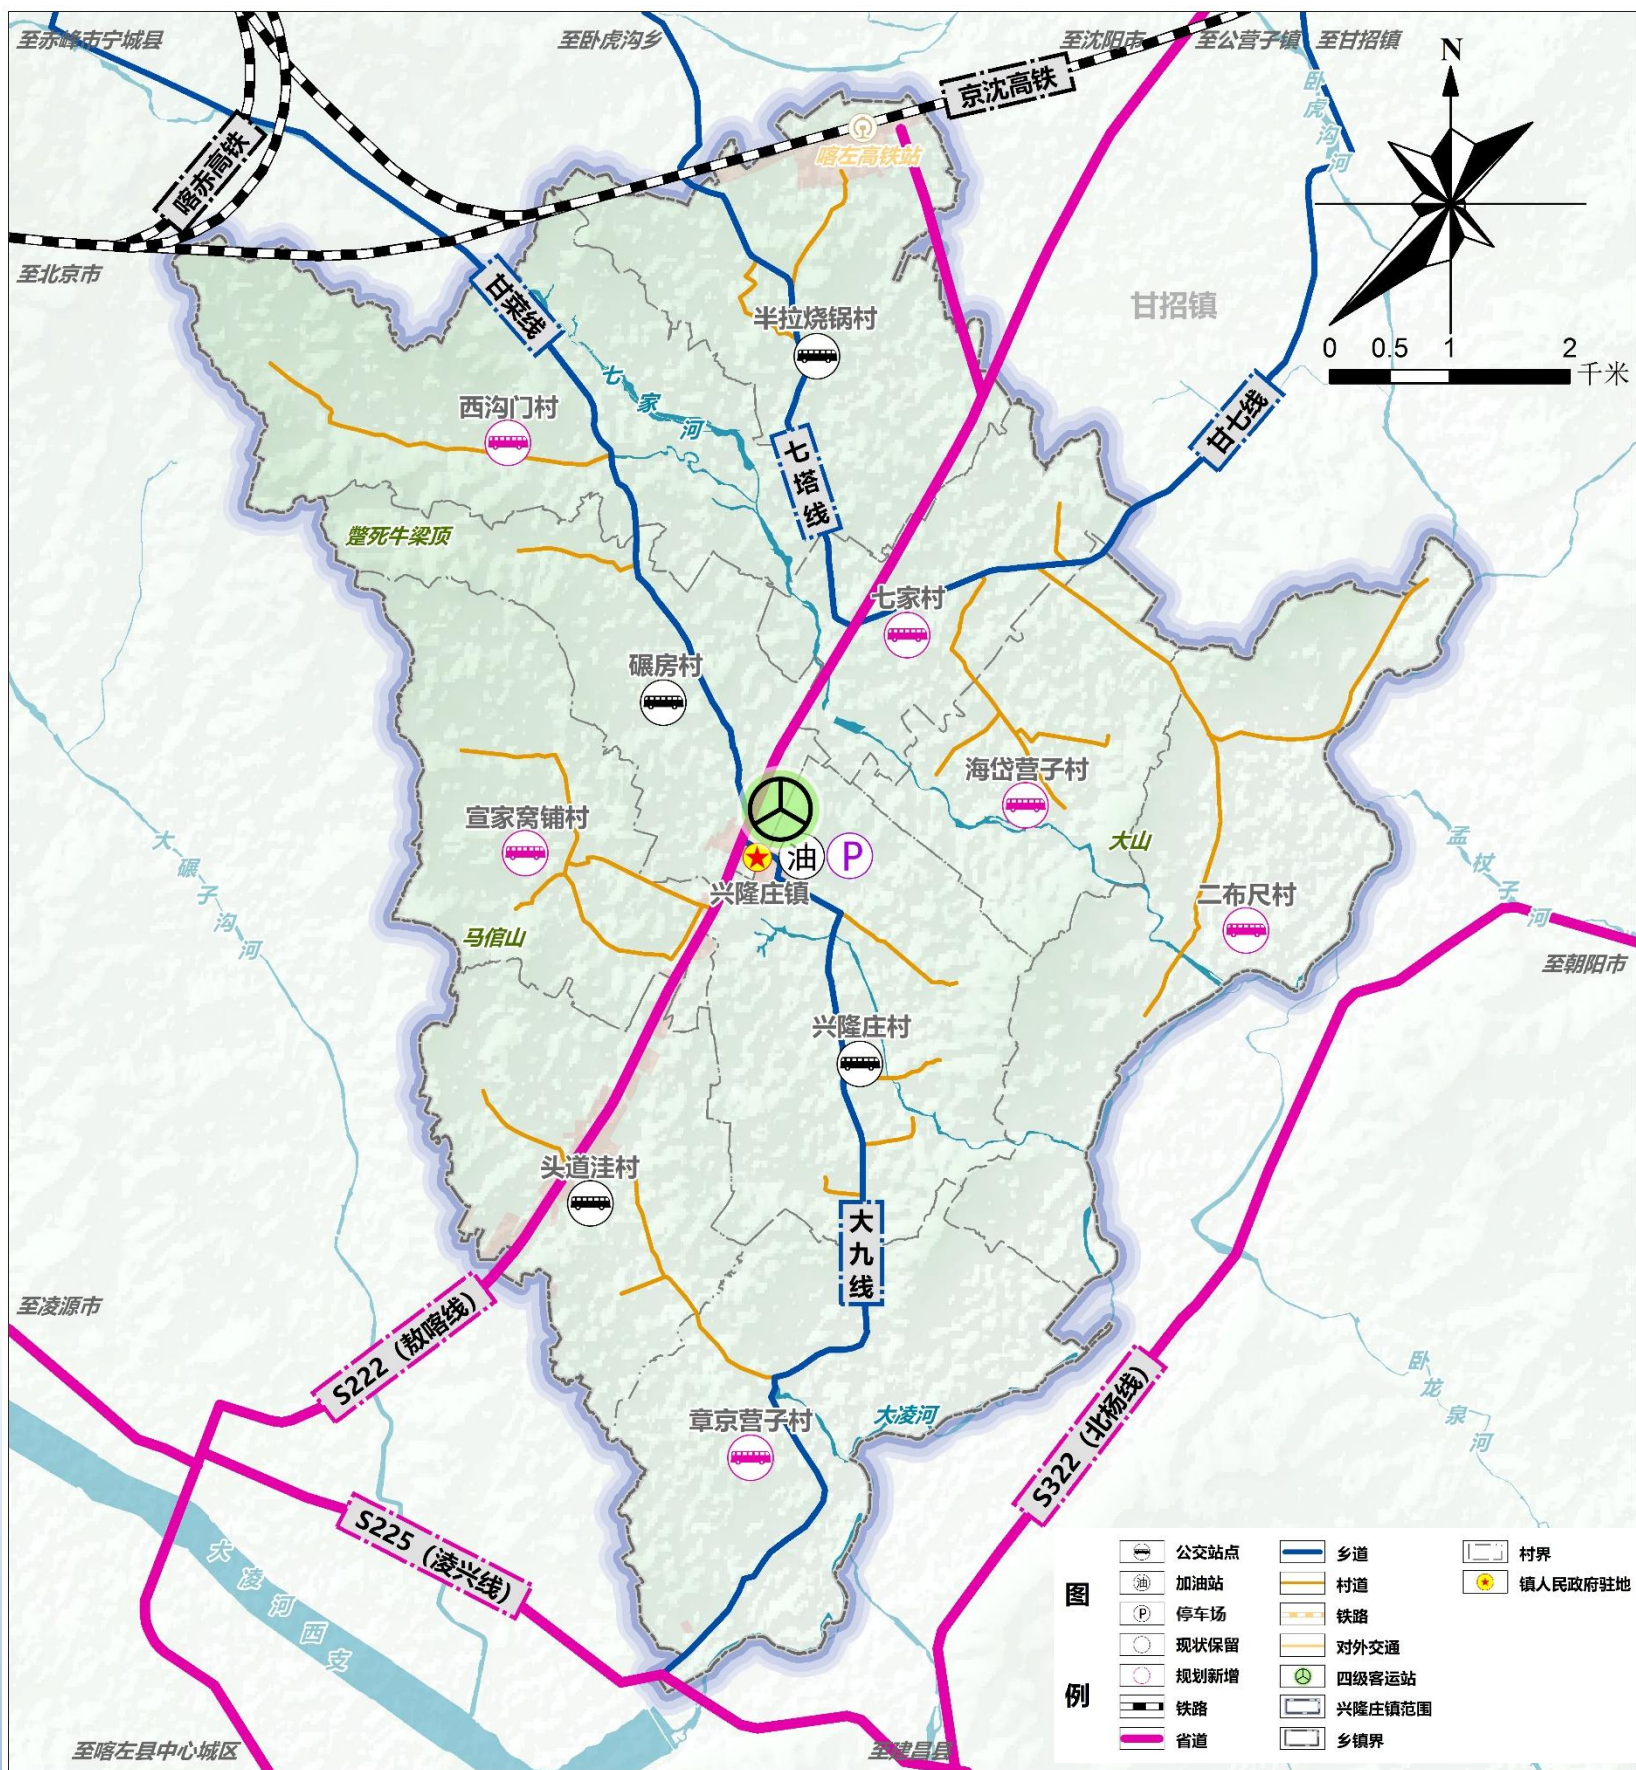 至赤峰市宁城县
至卧虎沟乡
至沈阳市
至公营子镇
至甘招镇
N
京沈高铁
卧虎沟河
喀赤高铁
喀左高铁站
至北京市
甘莱线
甘招镇
半拉烧锅村
0 0.5 1 2
千米
七家河
西沟门村
甘七线
七塔线
蹩死牛梁顶
七家村
碾房村
海岱营子村
宣家窝铺村
大山
孟杖子河
大碾子沟河
油
P
兴隆庄镇
二布尺村
马倌山
至朝阳市
兴隆庄村
头道洼村
大九线
至凌源市
S222（敖喀线）
卧龙泉河
章京营子村
大凌河
S322（北杨线）
S225（凌兴线）
大凌河西支
至喀左县中心城区
至建昌县
图例
公交站点
油 加油站
P 停车场
现状保留
规划新增
铁路
省道
乡道
村道
铁路
对外交通
四级客运站
兴隆庄镇范围
乡镇界
村界
镇人民政府驻地